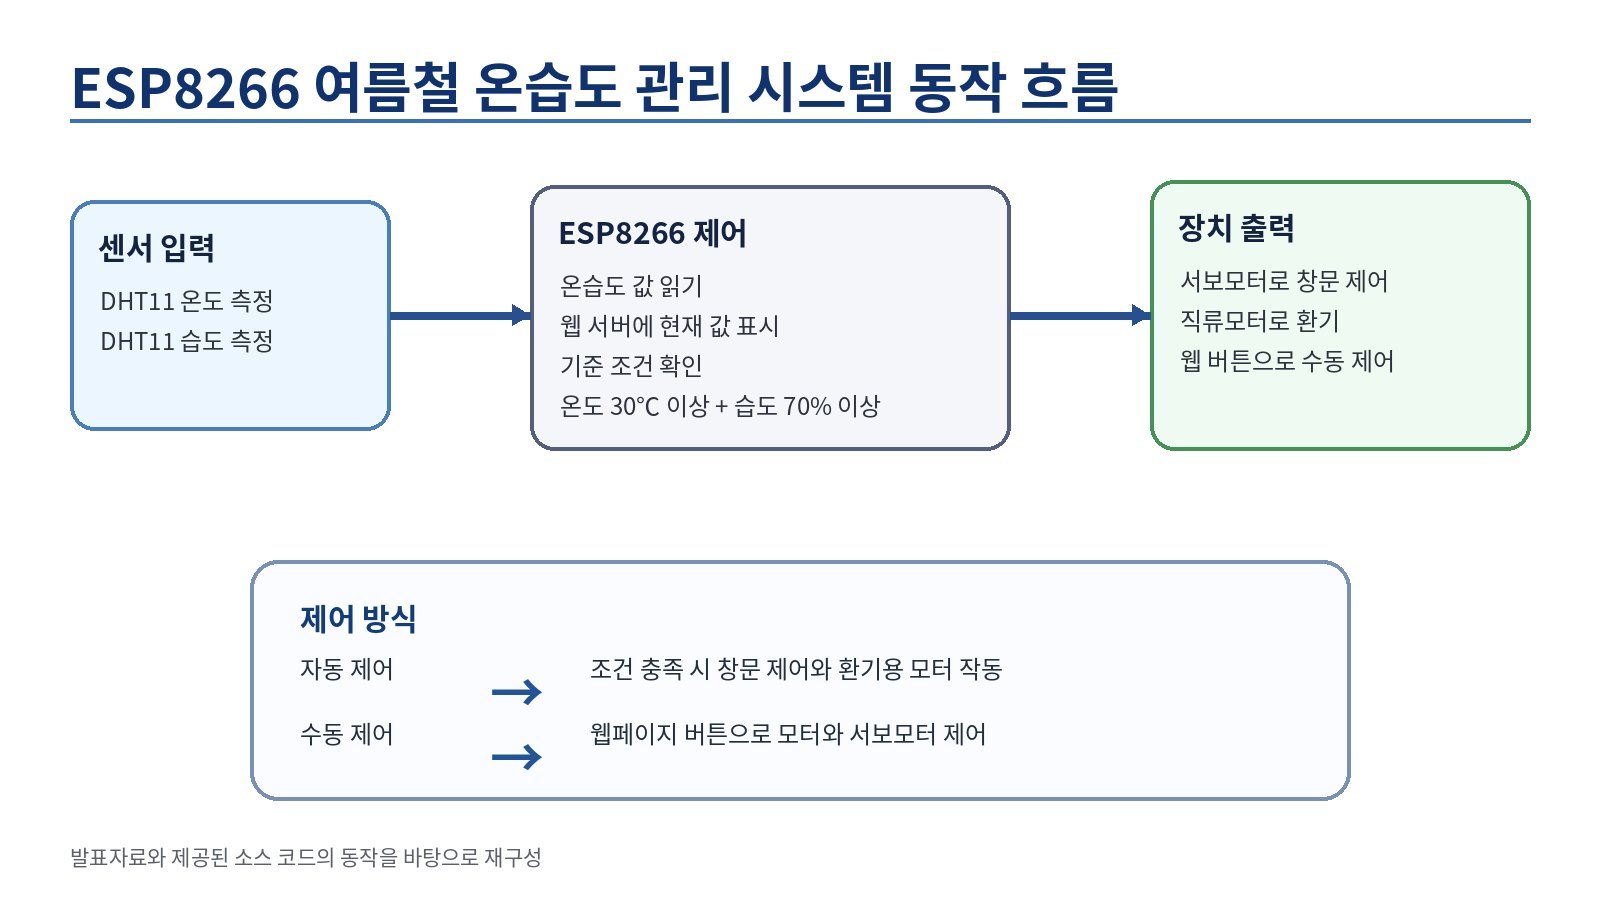 ESP8266 여름철 온습도 관리 시스템 동작 흐름
센서 입력
DHT11 온도 측정
DHT11 습도 측정
ESP8266 제어
온습도 값 읽기
웹 서버에 현재 값 표시
기준 조건 확인
온도 30℃ 이상 + 습도 70% 이상
장치 출력
서보모터로 창문 제어
직류모터로 환기
웹 버튼으로 수동 제어
제어 방식
자동 제어 → 조건 충족 시 창문 제어와 환기용 모터 작동
수동 제어 → 웹페이지 버튼으로 모터와 서보모터 제어
발표자료와 제공된 소스 코드의 동작을 바탕으로 재구성